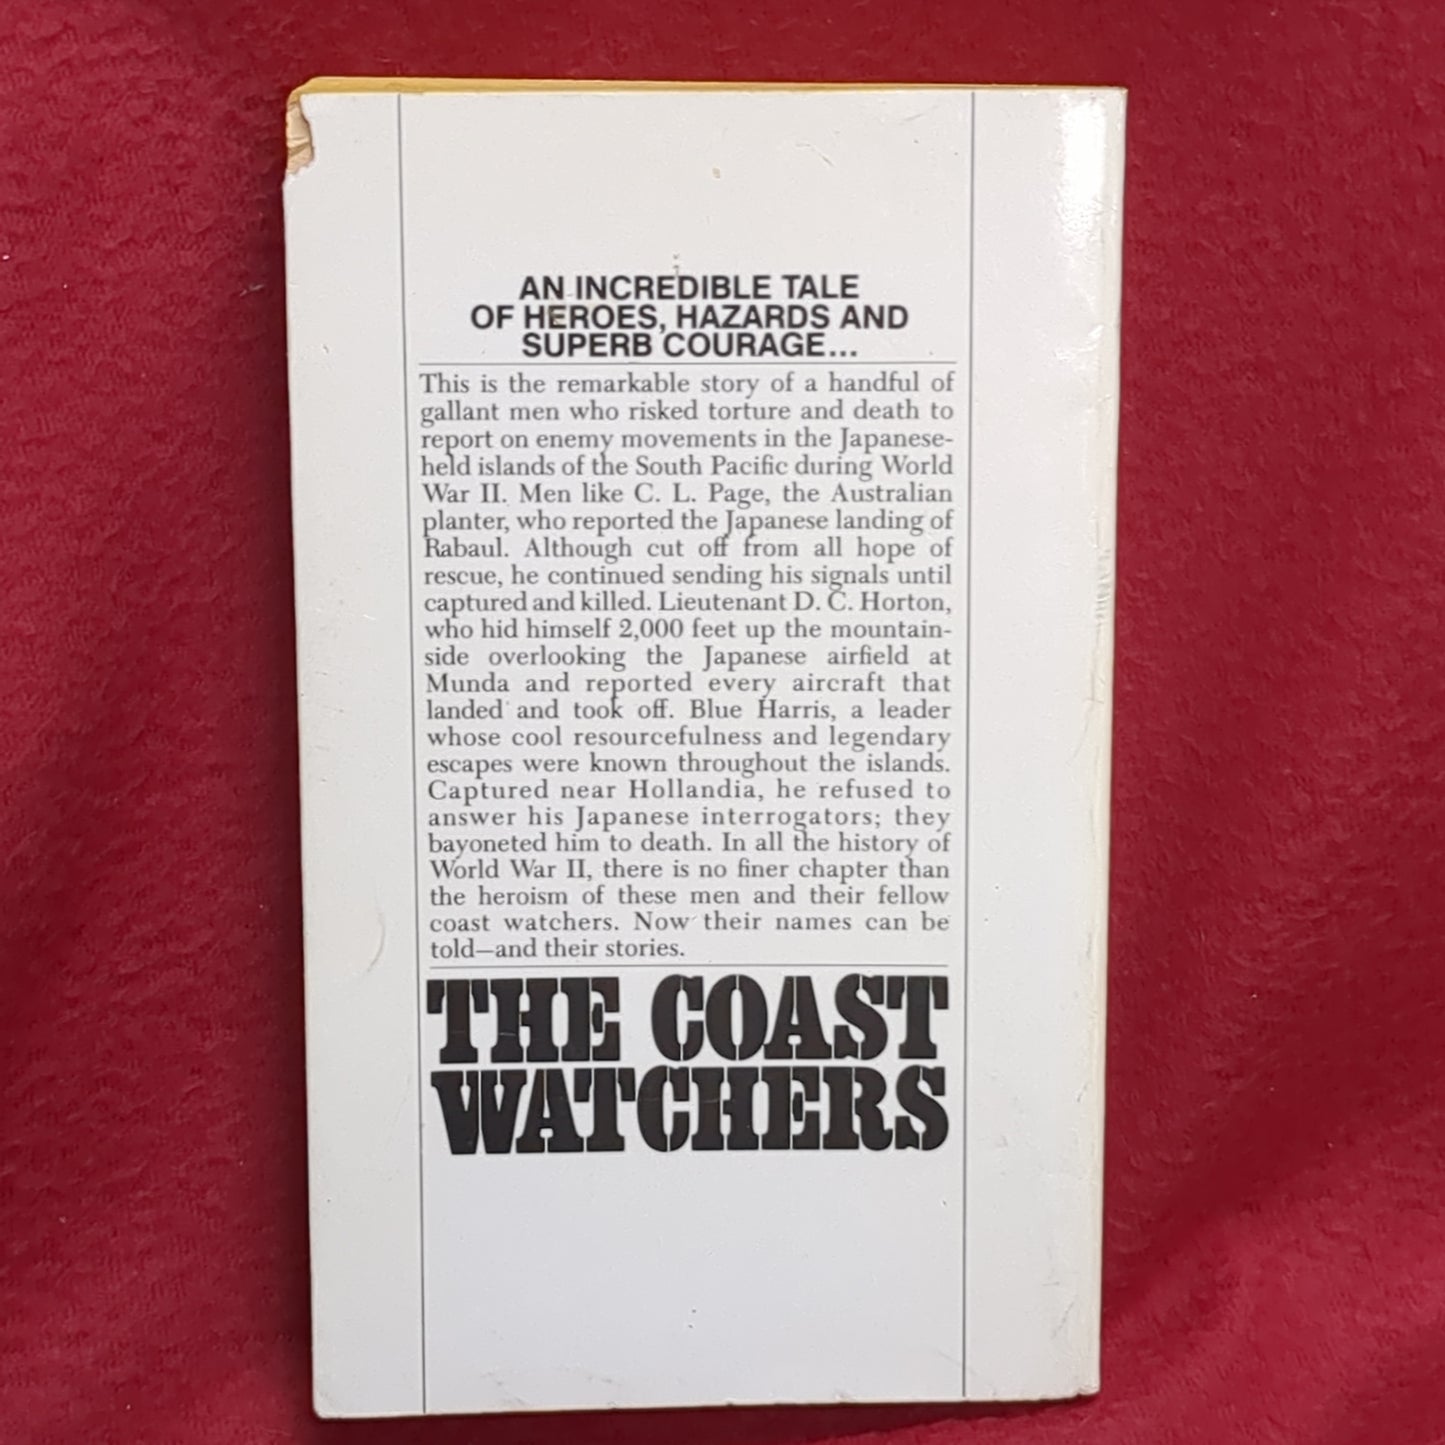 AN INCREDIBLE TALE
OF HEROES, HAZARDS AND
SUPERB COURAGE...
This is the remarkable story of a handful of
gallant men who risked torture and death to
report on enemy movements in the Japanese-
held islands of the South Pacific during World
War II. Men like C. L. Page, the Australian
planter, who reported the Japanese landing of
Rabaul. Although cut off from all hope of
rescue, he continued sending his signals until
captured and killed. Lieutenant D. C. Horton,
who hid himself 2,000 feet up the mountain-
side overlooking the Japanese airfield at
Munda and reported every aircraft that
landed and took off. Blue Harris, a leader
whose cool resourcefulness and legendary
escapes were known throughout the islands.
Captured near Hollandia, he refused to
answer his Japanese interrogators; they
bayoneted him to death. In all the history of
World War II, there is no finer chapter than
the heroism of these men and their fellow
coast watchers. Now their names can be
told—and their stories.
THE COAST
WATCHERS